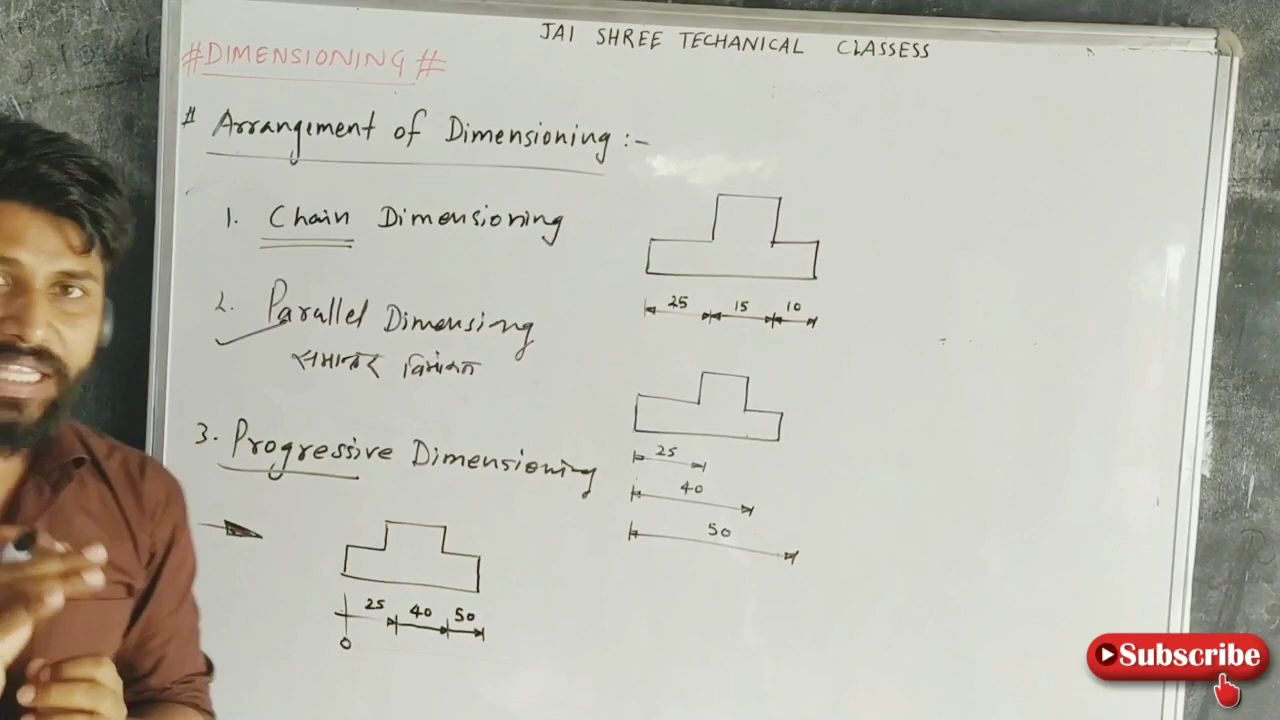 JAI SHREE TECHANICAL CLASSESS
#DIMENSIONING#
# Arrangement of Dimensioning :-
1. Chain Dimensioning
25 15 10
2. Parallel Dimensing
समान्तर विमांकन
25
40
50
3. Progressive Dimensioning
25 40 50
0
Subscribe